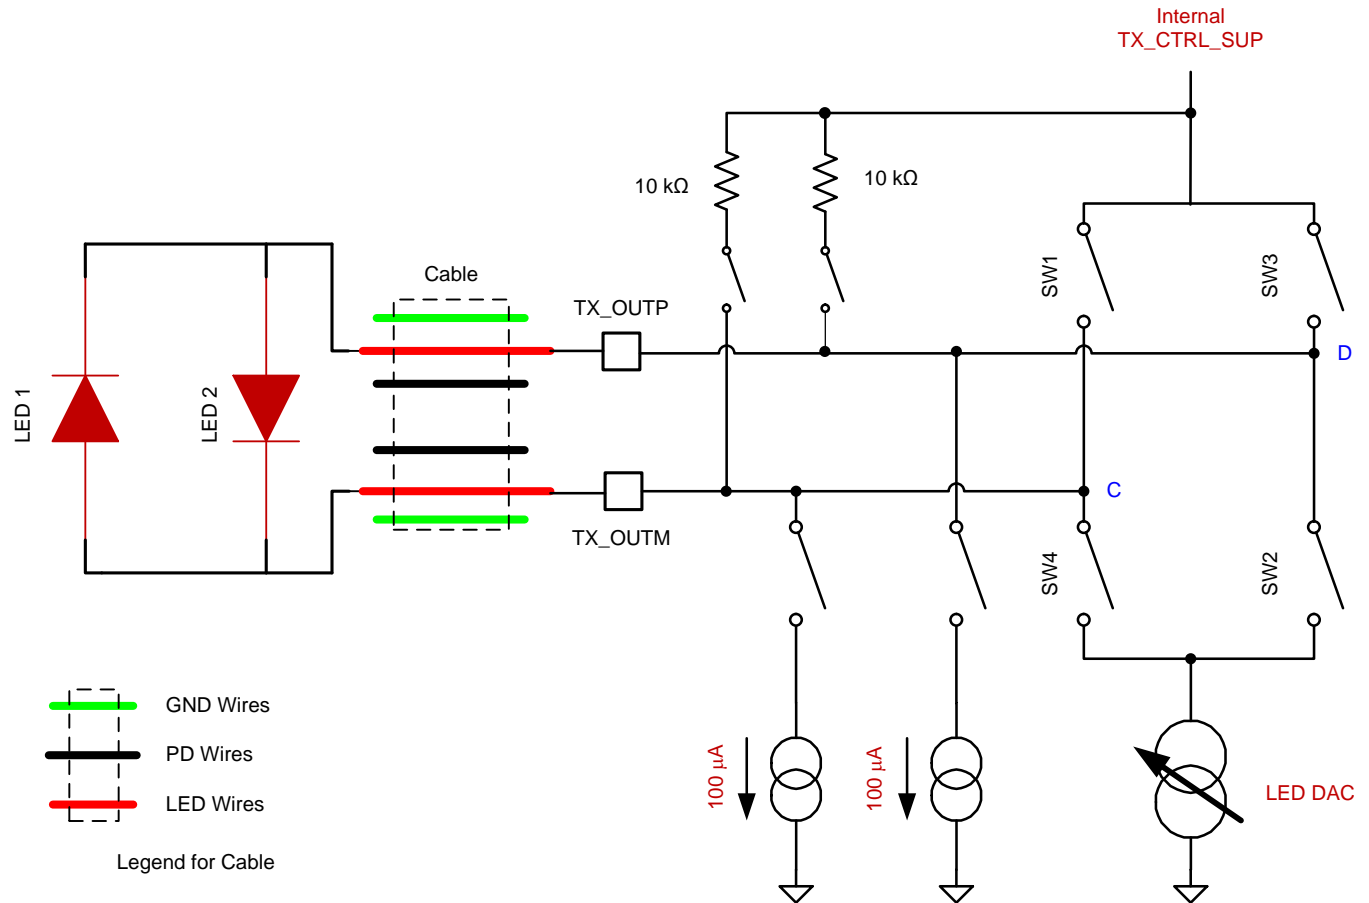 Internal
TX_CTRL_SUP
10 kΩ
10 kΩ
Cable
SW1
SW3
TX_OUTP
D
LED 1
LED 2
C
TX_OUTM
SW4
SW2
GND Wires
PD Wires
LED Wires
100 µA
100 µA
LED DAC
Legend for Cable